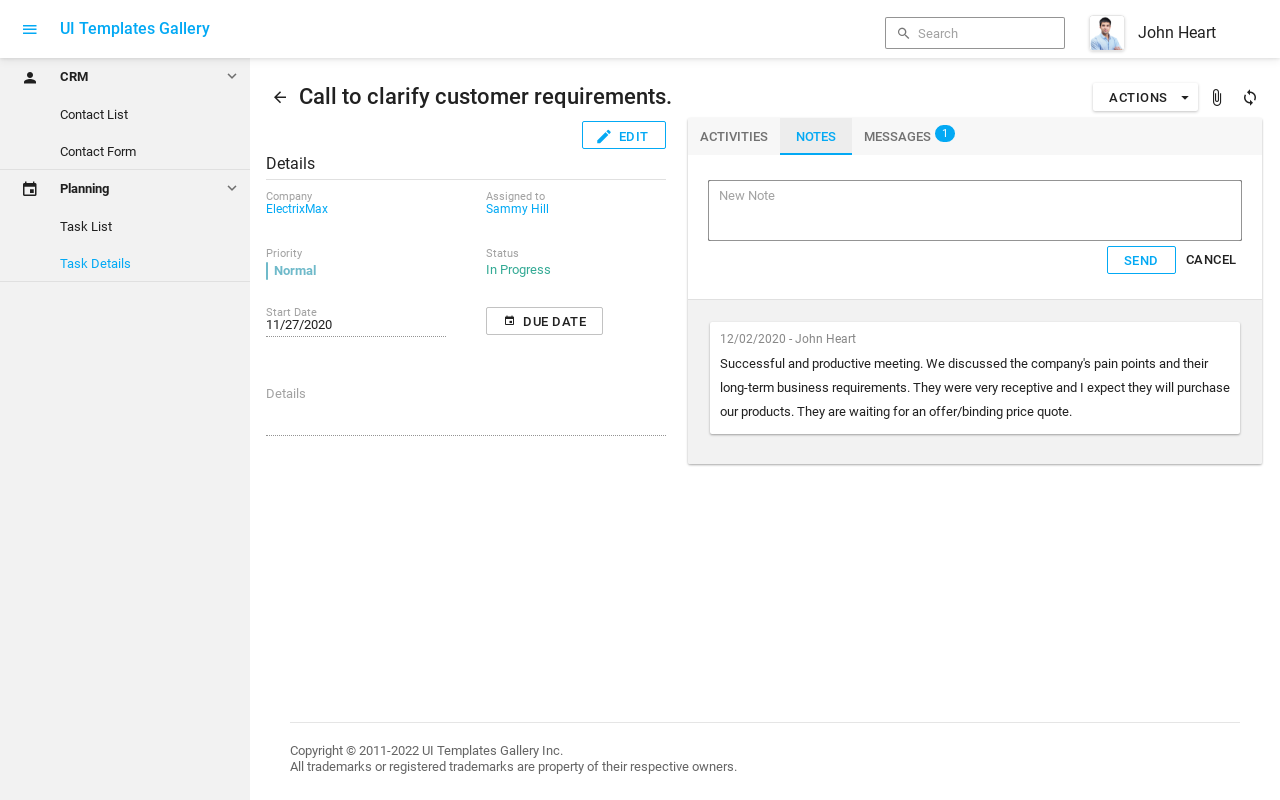 UI Templates Gallery
Search
John Heart
CRM
Contact List
Contact Form
Planning
Task List
Task Details
Call to clarify customer requirements.
ACTIONS
EDIT
Details
Company
ElectrixMax
Assigned to
Sammy Hill
Priority
Normal
Status
In Progress
Start Date
11/27/2020
DUE DATE
Details
ACTIVITIES
NOTES
MESSAGES 1
New Note
SEND
CANCEL
12/02/2020 - John Heart
Successful and productive meeting. We discussed the company's pain points and their
long-term business requirements. They were very receptive and I expect they will purchase
our products. They are waiting for an offer/binding price quote.
Copyright © 2011-2022 UI Templates Gallery Inc.
All trademarks or registered trademarks are property of their respective owners.